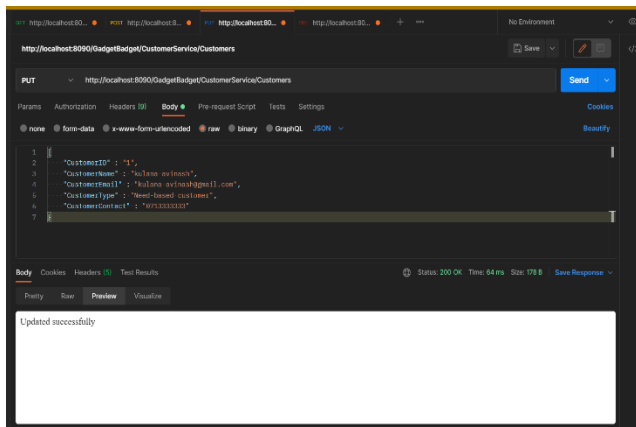 GET http://localhost:80... POST http://localhost:8... PUT http://localhost:80... http://localhost:80... + No Environment
http://localhost:8090/GadgetBadget/CustomerService/Customers Save
PUT http://localhost:8090/GadgetBadget/CustomerService/Customers Send
Params Authorization Headers (9) Body Pre-request Script Tests Settings Cookies
none form-data x-www-form-urlencoded raw binary GraphQL JSON Beautify
1 {
2 "CustomerID" : "1",
3 "CustomerName" : "kulana avinash",
4 "CustomerEmail" : "kulana avinash@gmail.com",
5 "CustomerType" : "Need-based customer",
6 "CustomerContact" : "0713333333"
7 }
Body Cookies Headers (5) Test Results Status: 200 OK Time: 64 ms Size: 178 B Save Response
Pretty Raw Preview Visualize
Updated successfully